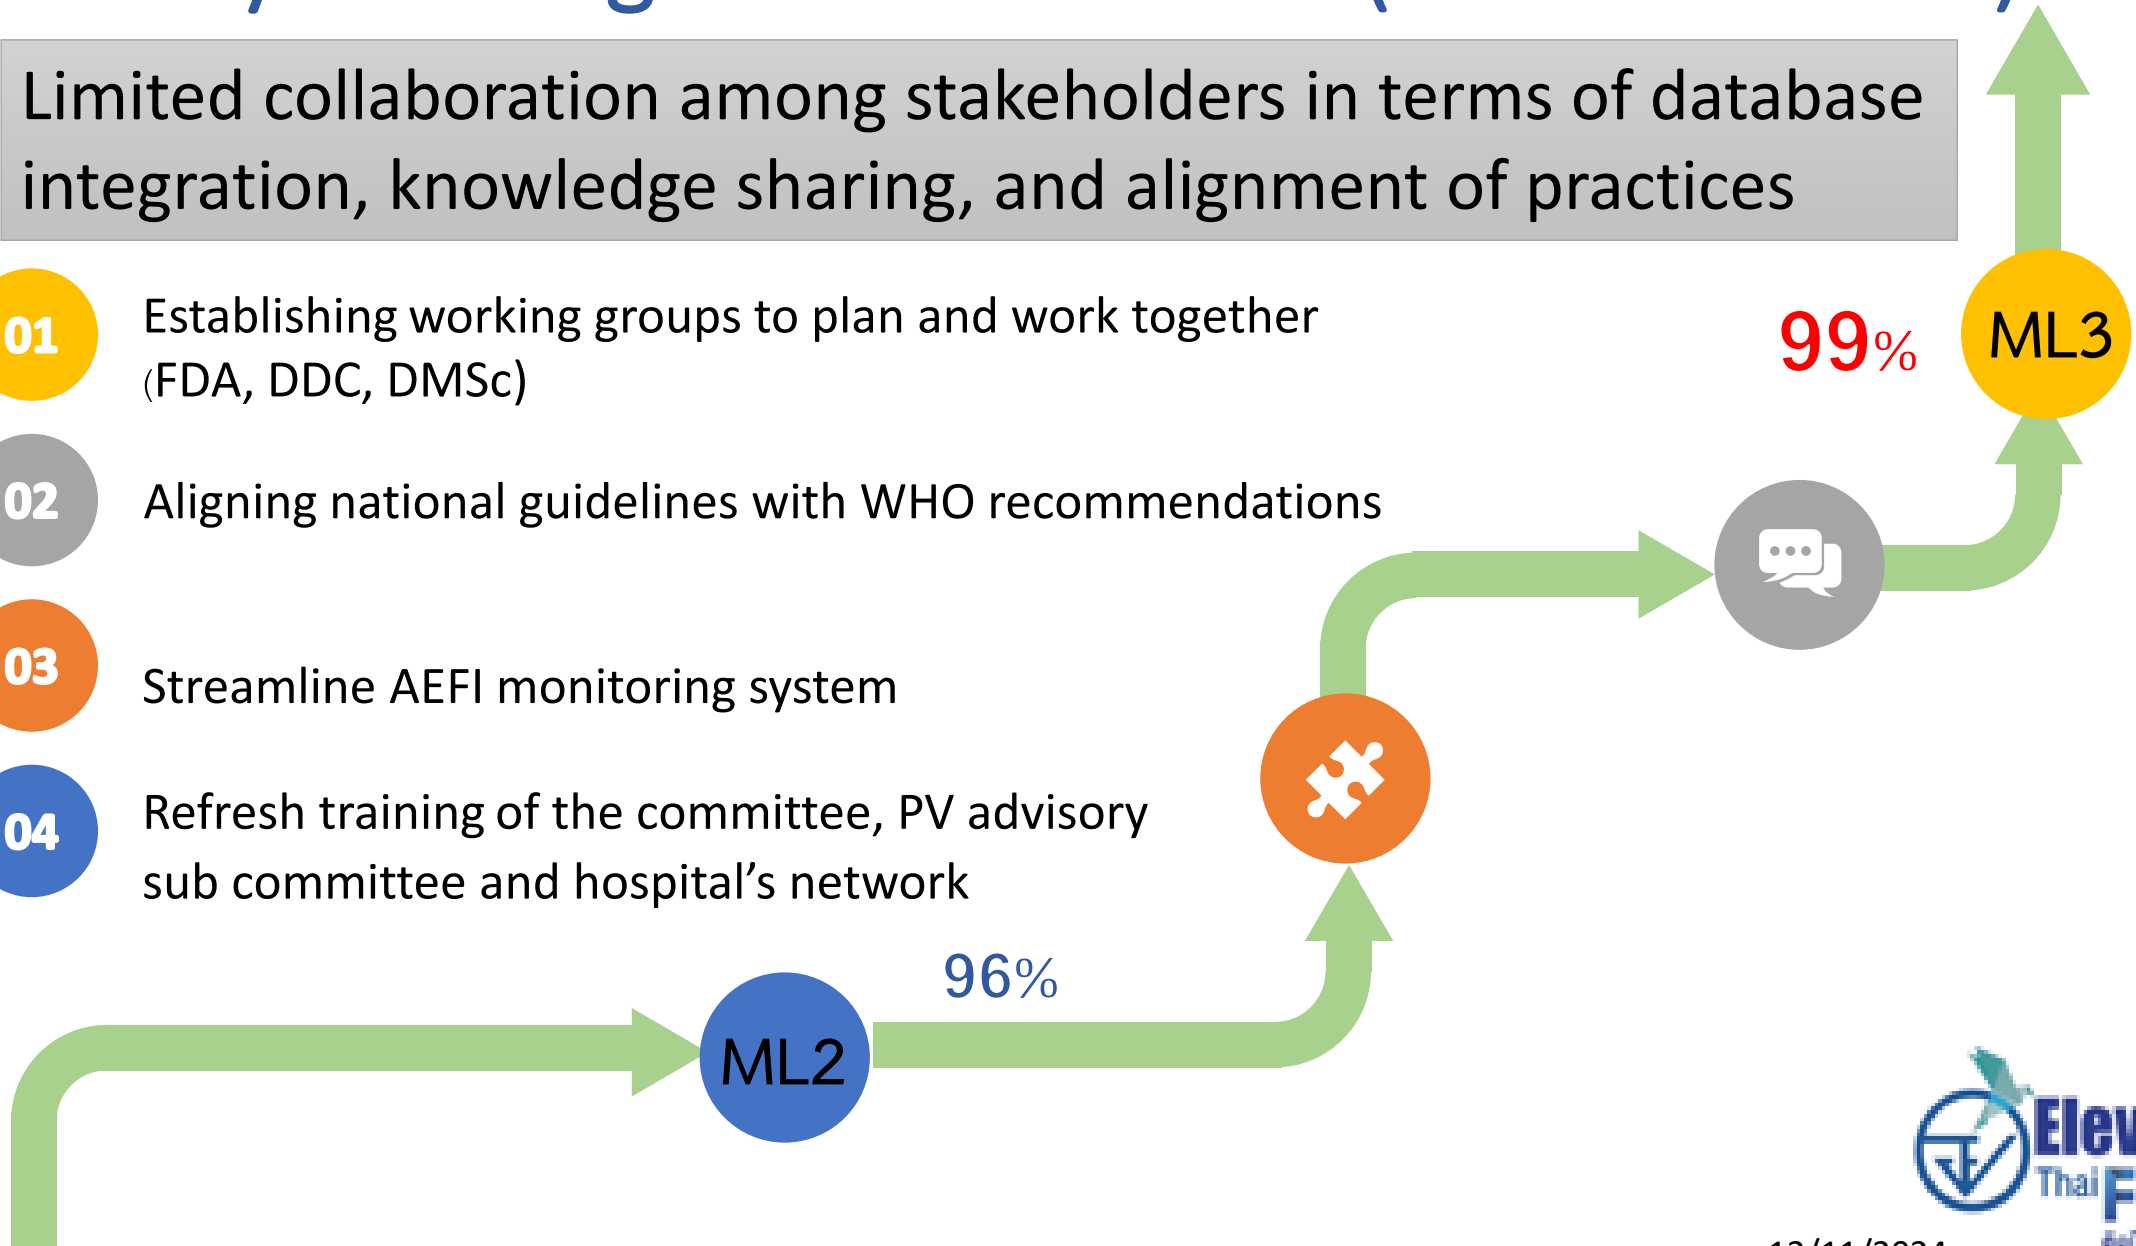 Limited collaboration among stakeholders in terms of database
integration, knowledge sharing, and alignment of practices
01
Establishing working groups to plan and work together
(FDA, DDC, DMSc)
99%
ML3
02
Aligning national guidelines with WHO recommendations
03
Streamline AEFI monitoring system
04
Refresh training of the committee, PV advisory
sub committee and hospital’s network
96%
ML2
Thai